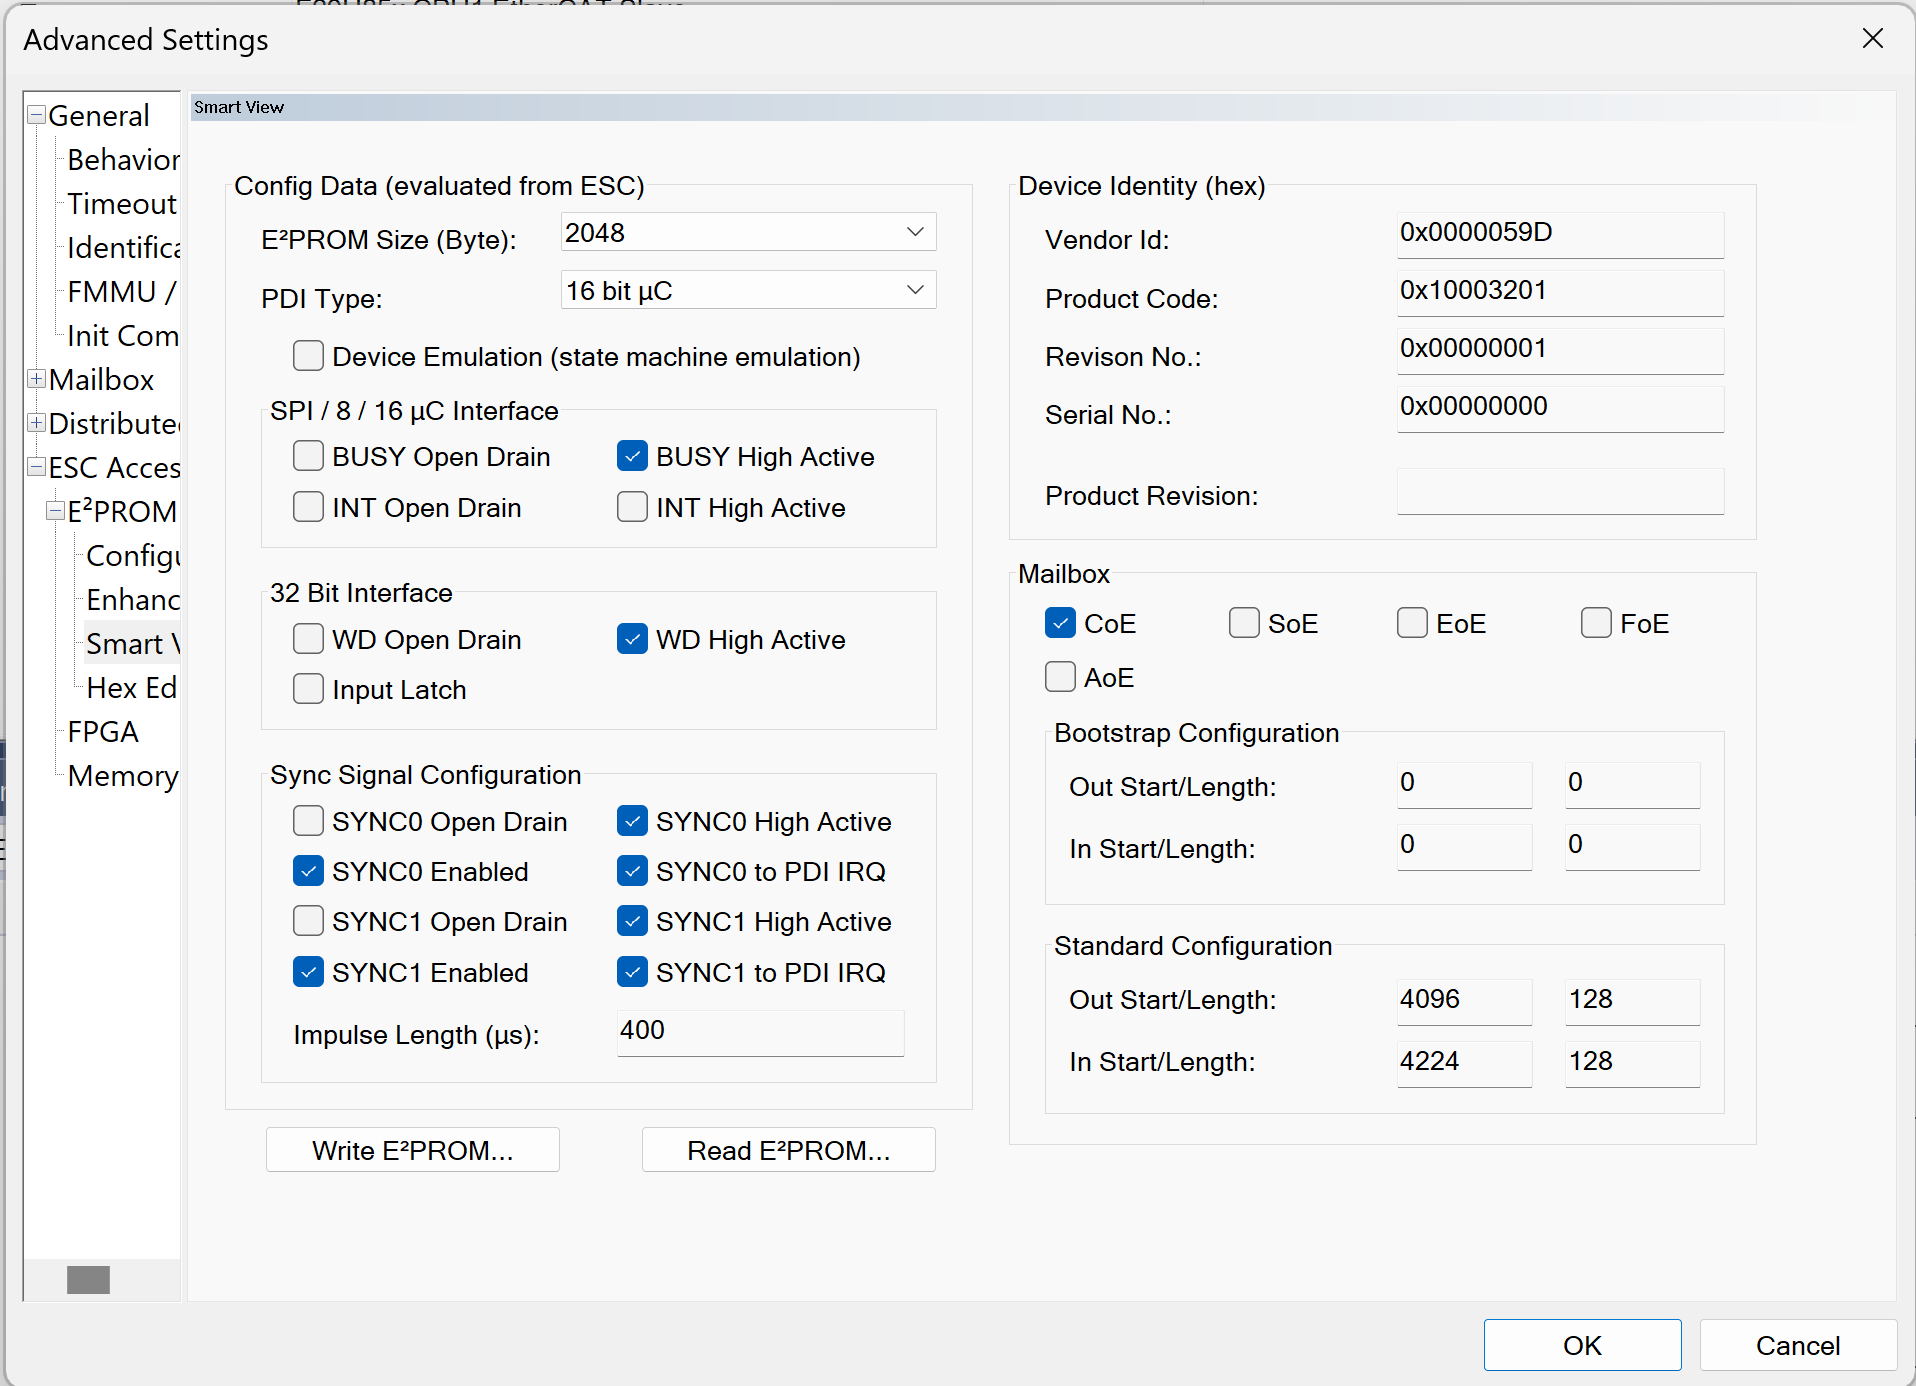 Advanced Settings
General
Behavior
Timeout
Identifica
FMMU /
Init Com
Mailbox
Distribute
ESC Acces
E²PROM
Configu
Enhanc
Smart V
Hex Ed
FPGA
Memory
Smart View
Config Data (evaluated from ESC)
E²PROM Size (Byte): 2048
PDI Type: 16 bit µC
Device Emulation (state machine emulation)
SPI / 8 / 16 µC Interface
BUSY Open Drain BUSY High Active
INT Open Drain INT High Active
32 Bit Interface
WD Open Drain WD High Active
Input Latch
Sync Signal Configuration
SYNC0 Open Drain SYNC0 High Active
SYNC0 Enabled SYNC0 to PDI IRQ
SYNC1 Open Drain SYNC1 High Active
SYNC1 Enabled SYNC1 to PDI IRQ
Impulse Length (µs): 400
Write E²PROM... Read E²PROM...
Device Identity (hex)
Vendor Id: 0x0000059D
Product Code: 0x10003201
Revison No.: 0x00000001
Serial No.: 0x00000000
Product Revision:
Mailbox
CoE SoE EoE FoE
AoE
Bootstrap Configuration
Out Start/Length: 0 0
In Start/Length: 0 0
Standard Configuration
Out Start/Length: 4096 128
In Start/Length: 4224 128
OK Cancel